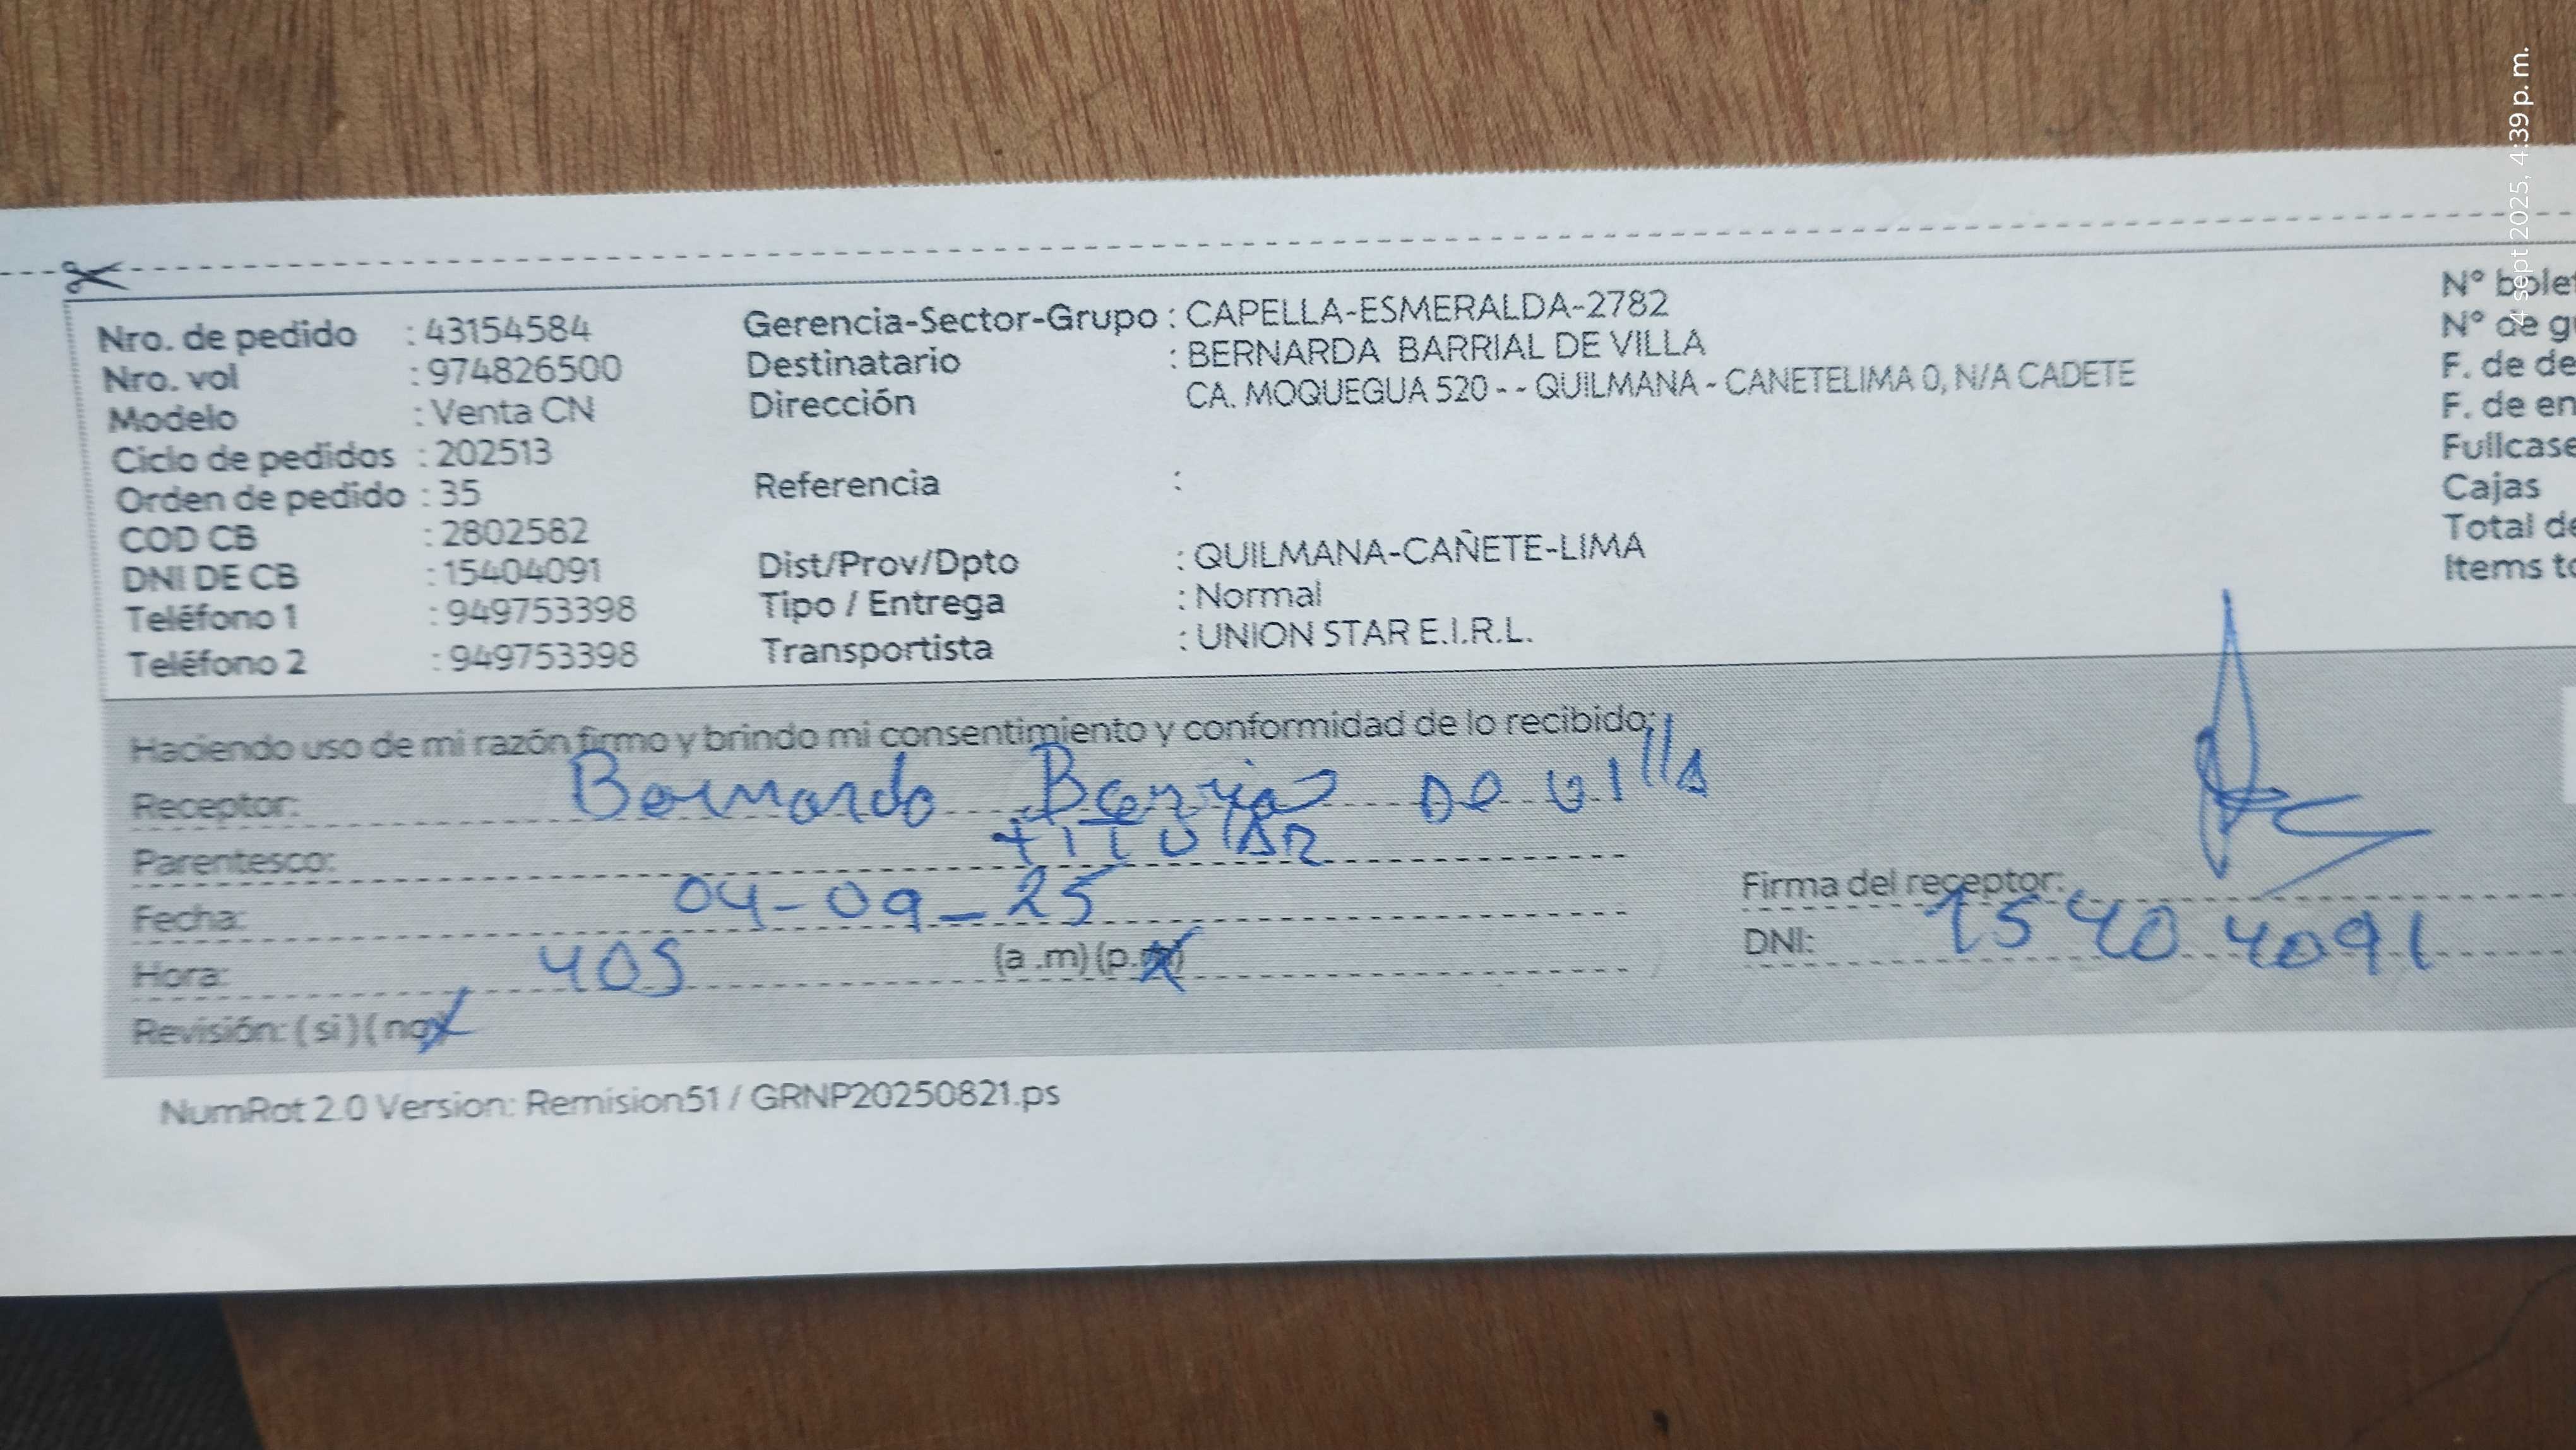 4 sept 2025, 4:39 p. m.
Nro. de pedido : 43154584
Nro. vol : 974826500
Modelo : Venta CN
Ciclo de pedidos : 202513
Orden de pedido : 35
COD CB : 2802582
DNI DE CB : 15404091
Teléfono 1 : 949753398
Teléfono 2 : 949753398
Gerencia-Sector-Grupo : CAPELLA-ESMERALDA-2782
Destinatario : BERNARDA BARRIAL DE VILLA
Dirección CA. MOQUEGUA 520 - - QUILMANA - CANETELIMA 0, N/A CADETE
Referencia :
Dist/Prov/Dpto : QUILMANA-CAÑETE-LIMA
Tipo / Entrega : Normal
Transportista : UNION STAR E.I.R.L.
N° bolet
N° de gu
F. de de
F. de en
Fullcase
Cajas
Total de
Items to
Haciendo uso de mi razón firmo y brindo mi consentimiento y conformidad de lo recibido:
Receptor: De Villa
Parentesco: TITULAR
Fecha: 04-09-25
Hora: 405 (a .m) (p.m)
Revisión: ( si ) ( no )
Firma del receptor:
DNI: 15404091
NumRot 2.0 Version: Remision51 / GRNP20250821.ps